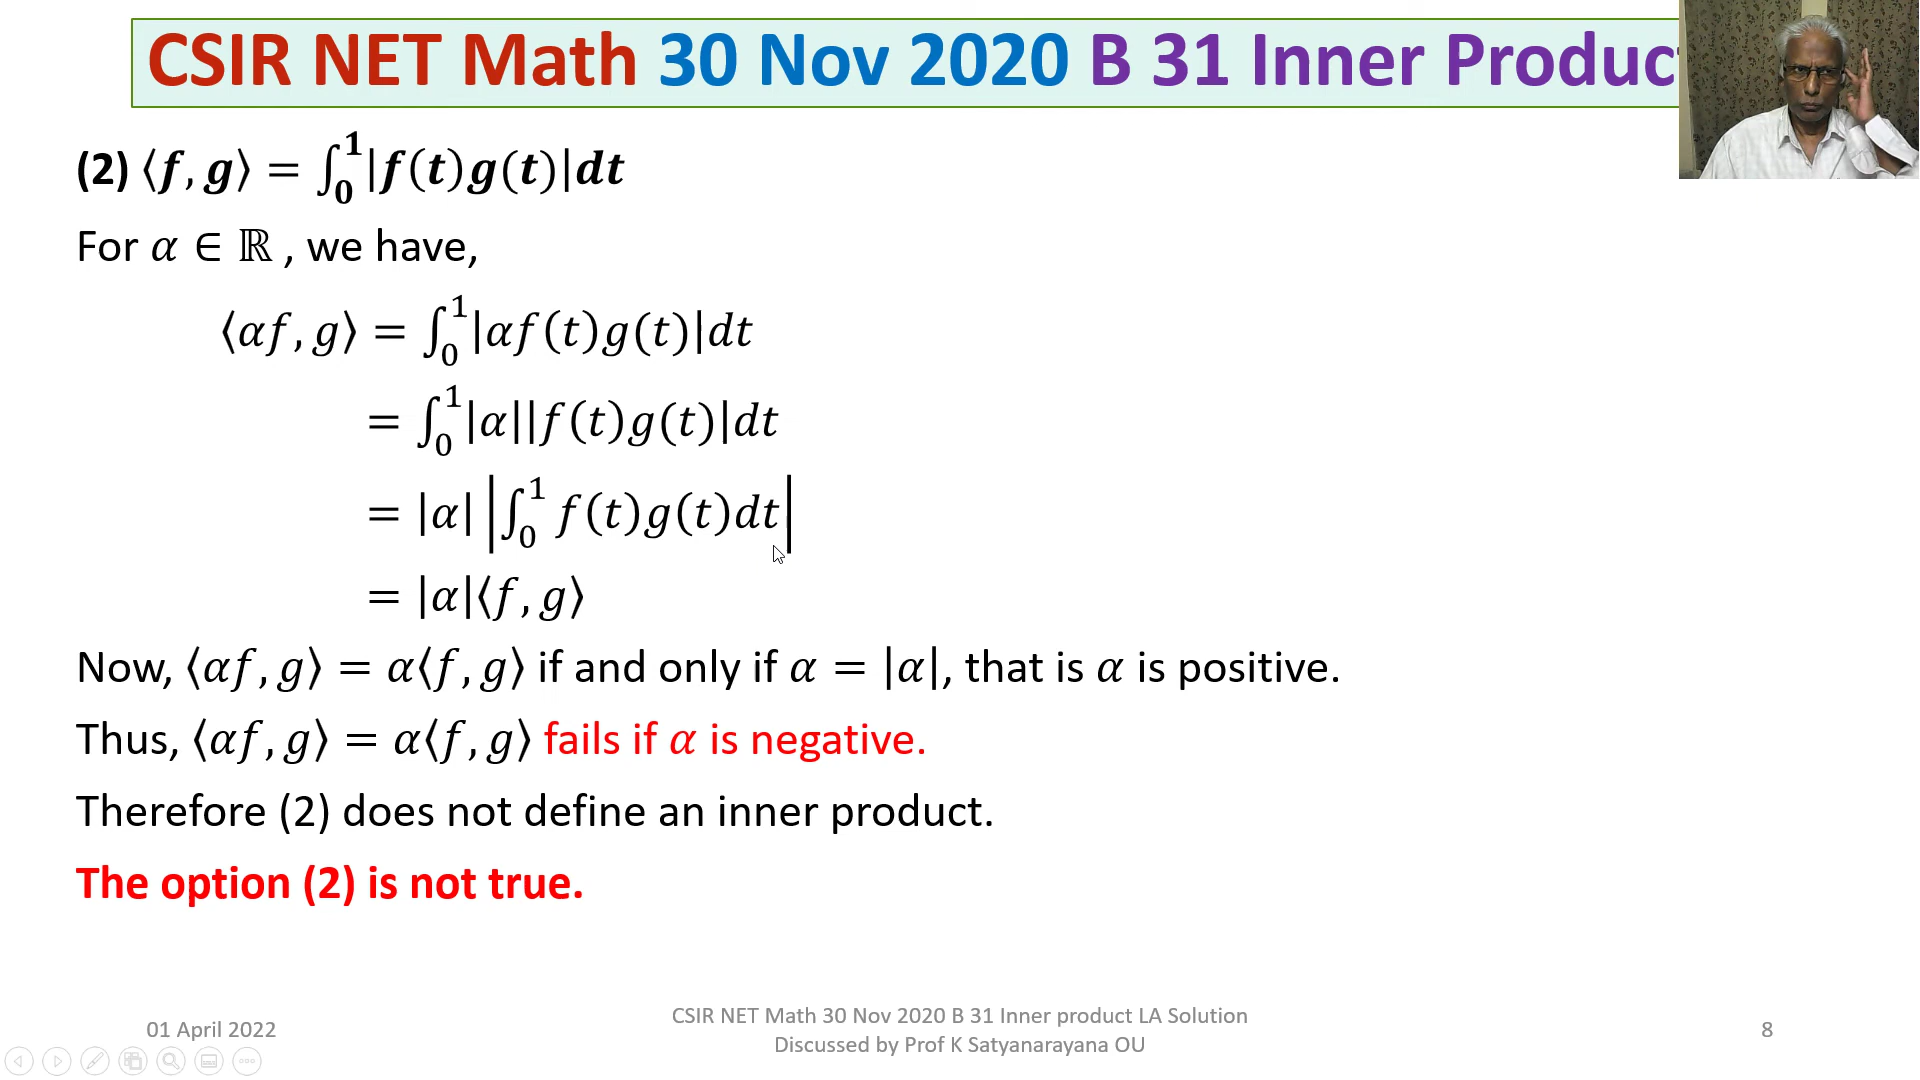 CSIR NET Math 30 Nov 2020 B 31 Inner Produc
(2) ⟨f, g⟩ = ∫₀¹|f(t)g(t)|dt
For α ∈ ℝ , we have,
⟨αf, g⟩ = ∫₀¹|αf(t)g(t)|dt
= ∫₀¹|α||f(t)g(t)|dt
= |α| |∫₀¹ f(t)g(t)dt|
= |α|⟨f, g⟩
Now, ⟨αf, g⟩ = α⟨f, g⟩ if and only if α = |α|, that is α is positive.
Thus, ⟨αf, g⟩ = α⟨f, g⟩ fails if α is negative.
Therefore (2) does not define an inner product.
The option (2) is not true.
01 April 2022
CSIR NET Math 30 Nov 2020 B 31 Inner product LA Solution
Discussed by Prof K Satyanarayana OU
8